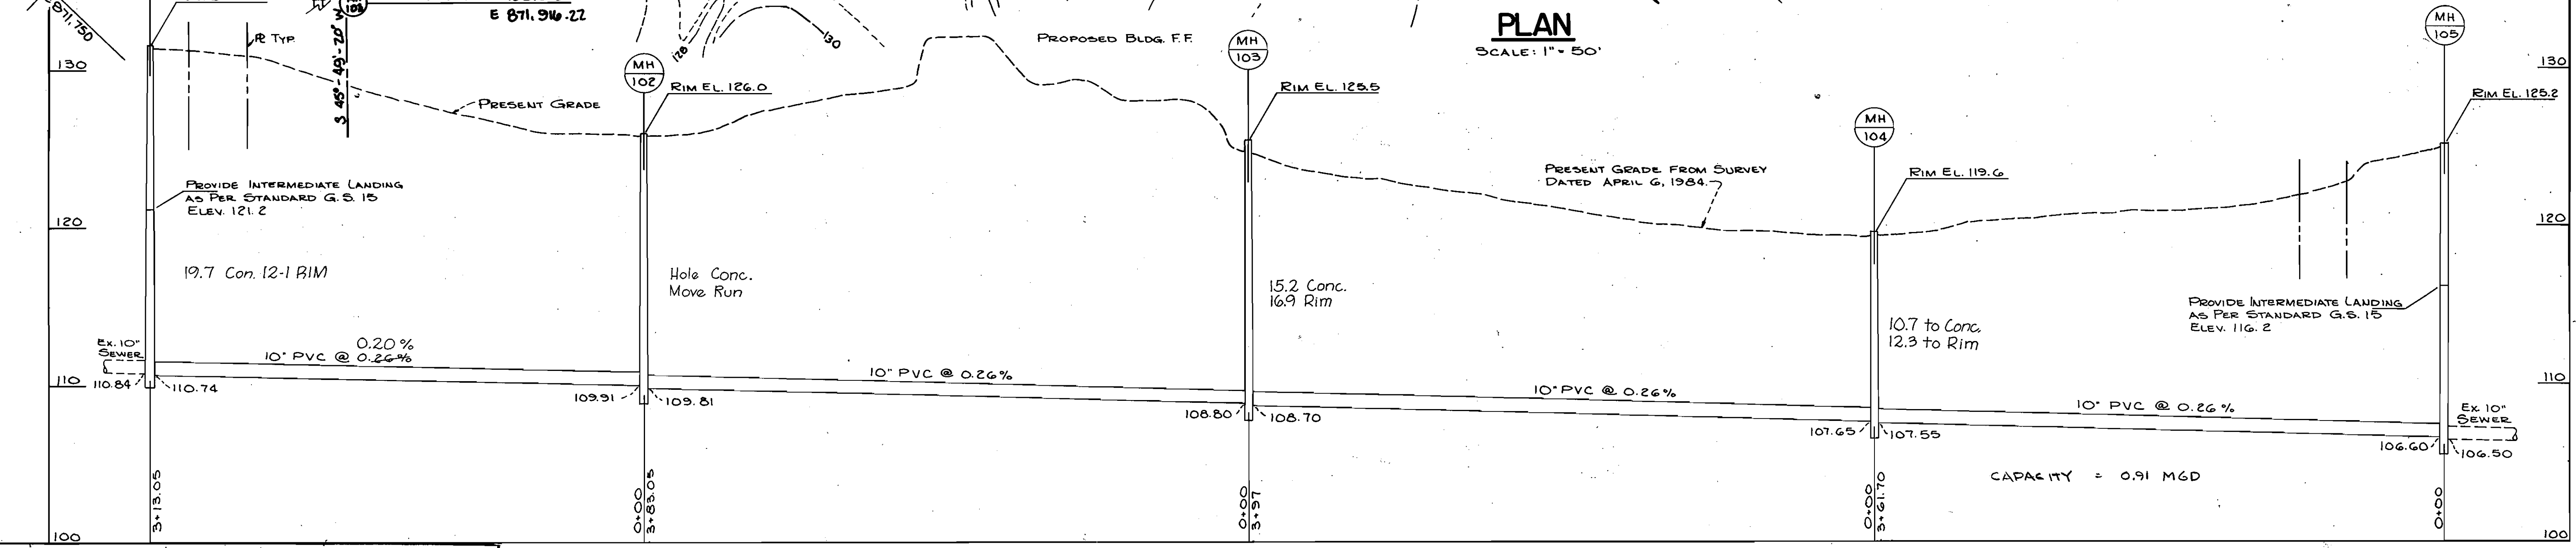 871,750
E 871,916.22
S 45°-49'-20" W
℄ TYP.
128
130
PROPOSED BLDG. F.F.
PLAN
SCALE: 1" = 50'
MH
102
RIM EL. 126.0
MH
103
RIM EL. 125.5
MH
104
RIM EL. 119.6
MH
105
RIM EL. 125.2
130
120
110
100
130
120
110
100
PRESENT GRADE
PRESENT GRADE FROM SURVEY
DATED APRIL 6, 1984.
PROVIDE INTERMEDIATE LANDING
AS PER STANDARD G.S. 15
ELEV. 121.2
19.7 Con. 12-1 RIM
Hole Conc.
Move Run
15.2 Conc.
16.9 Rim
10.7 to Conc.
12.3 to Rim
PROVIDE INTERMEDIATE LANDING
AS PER STANDARD G.S. 15
ELEV. 116.2
EX. 10"
SEWER
110.84
110.74
0.20 %
10" PVC @ 0.26%
109.91
109.81
10" PVC @ 0.26%
108.80
108.70
10" PVC @ 0.26%
107.65
107.55
10" PVC @ 0.26%
EX. 10"
SEWER
106.60
106.50
CAPACITY = 0.91 MGD
3+13.05
0+00
3+83.05
0+00
3+97
0+00
3+61.70
0+00